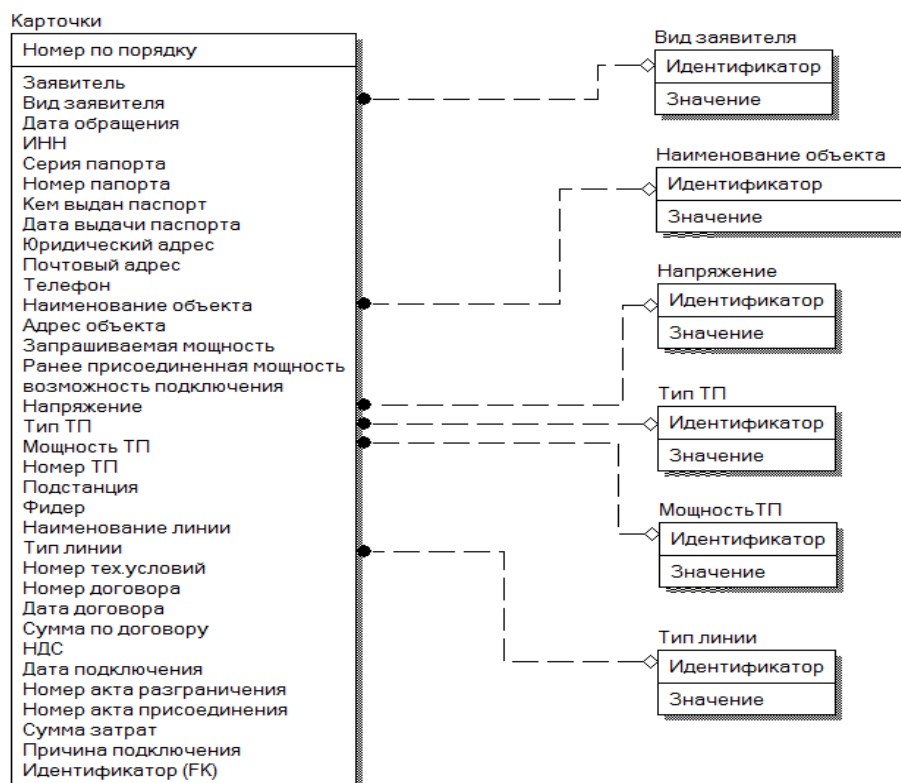 Карточки
Номер по порядку
Заявитель
Вид заявителя
Дата обращения
ИНН
Серия папорта
Номер папорта
Кем выдан паспорт
Дата выдачи паспорта
Юридический адрес
Почтовый адрес
Телефон
Наименование объекта
Адрес объекта
Запрашиваемая мощность
Ранее присоединенная мощность
возможность подключения
Напряжение
Тип ТП
Мощность ТП
Номер ТП
Подстанция
Фидер
Наименование линии
Тип линии
Номер тех.условий
Номер договора
Дата договора
Сумма по договору
НДС
Дата подключения
Номер акта разграничения
Номер акта присоединения
Сумма затрат
Причина подключения
Идентификатор (FK)
Вид заявителя
Идентификатор
Значение
Наименование объекта
Идентификатор
Значение
Напряжение
Идентификатор
Значение
Тип ТП
Идентификатор
Значение
МощностьТП
Идентификатор
Значение
Тип линии
Идентификатор
Значение